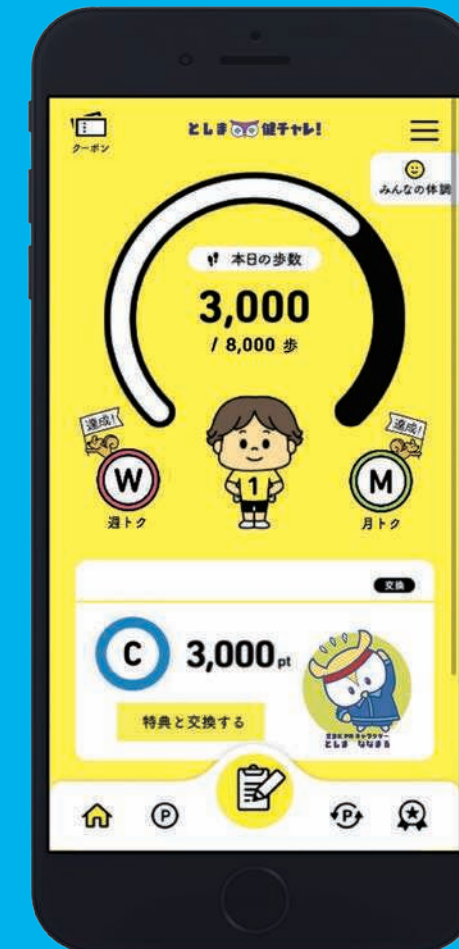 クーポン
としま健チャレ!
みんなの体調
本日の歩数
3,000
/ 8,000 歩
達成!
達成!
W
M
週トク
月トク
1
交換
C
3,000 pt
特典と交換する
としま ななまる
P
P